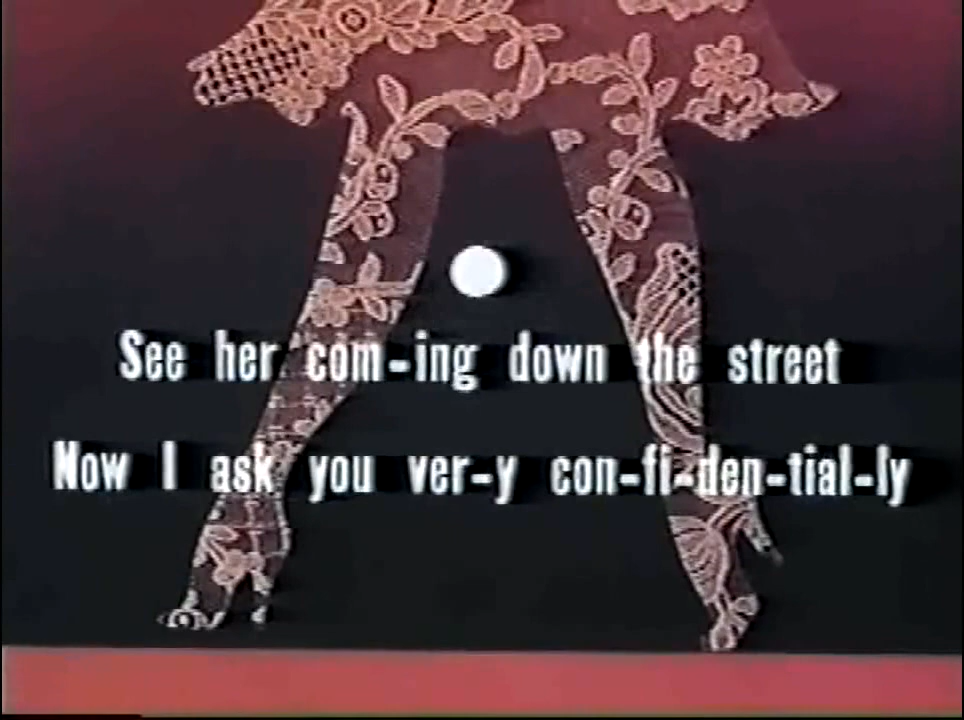 See her com-ing down the street
Now I ask you ver-y con-fi-den-tial-ly